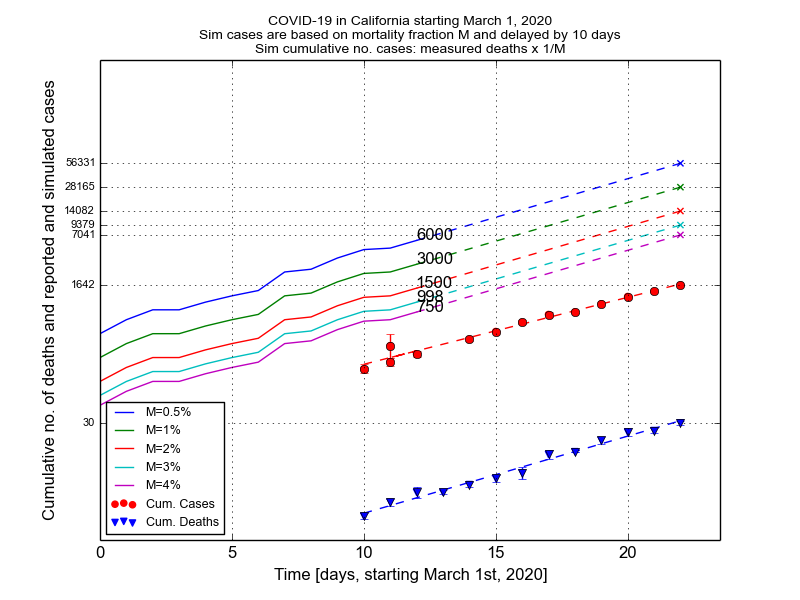 COVID-19 in California starting March 1, 2020
Sim cases are based on mortality fraction M and delayed by 10 days
Sim cumulative no. cases: measured deaths x 1/M
Cumulative no. of deaths and reported and simulated cases
56331
28165
14082
9379
7041
1642
30
6000
3000
1500
998
750
M=0.5%
M=1%
M=2%
M=3%
M=4%
Cum. Cases
Cum. Deaths
0 5 10 15 20
Time [days, starting March 1st, 2020]